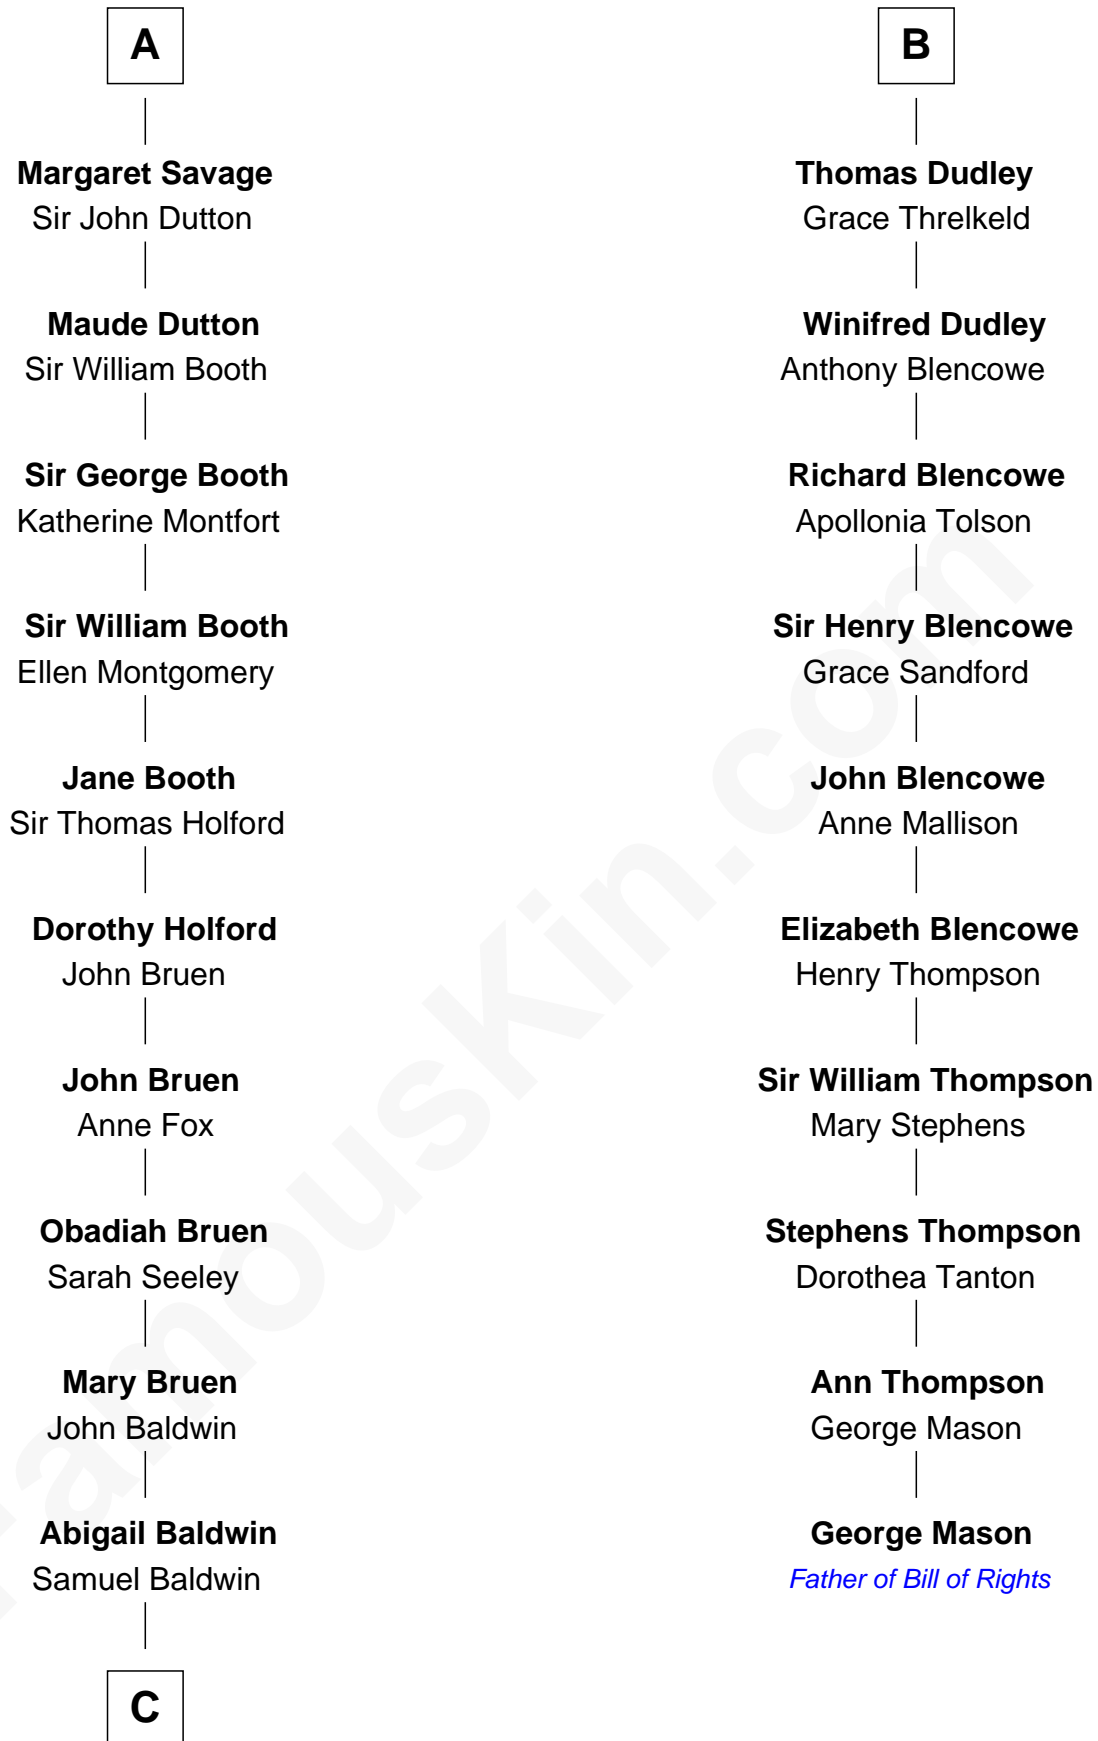 A
Margaret Savage
Sir John Dutton
Maude Dutton
Sir William Booth
Sir George Booth
Katherine Montfort
Sir William Booth
Ellen Montgomery
Jane Booth
Sir Thomas Holford
Dorothy Holford
John Bruen
John Bruen
Anne Fox
Obadiah Bruen
Sarah Seeley
Mary Bruen
John Baldwin
Abigail Baldwin
Samuel Baldwin
C
B
Thomas Dudley
Grace Threlkeld
Winifred Dudley
Anthony Blencowe
Richard Blencowe
Apollonia Tolson
Sir Henry Blencowe
Grace Sandford
John Blencowe
Anne Mallison
Elizabeth Blencowe
Henry Thompson
Sir William Thompson
Mary Stephens
Stephens Thompson
Dorothea Tanton
Ann Thompson
George Mason
George Mason
Father of Bill of Rights
FamousKin.com